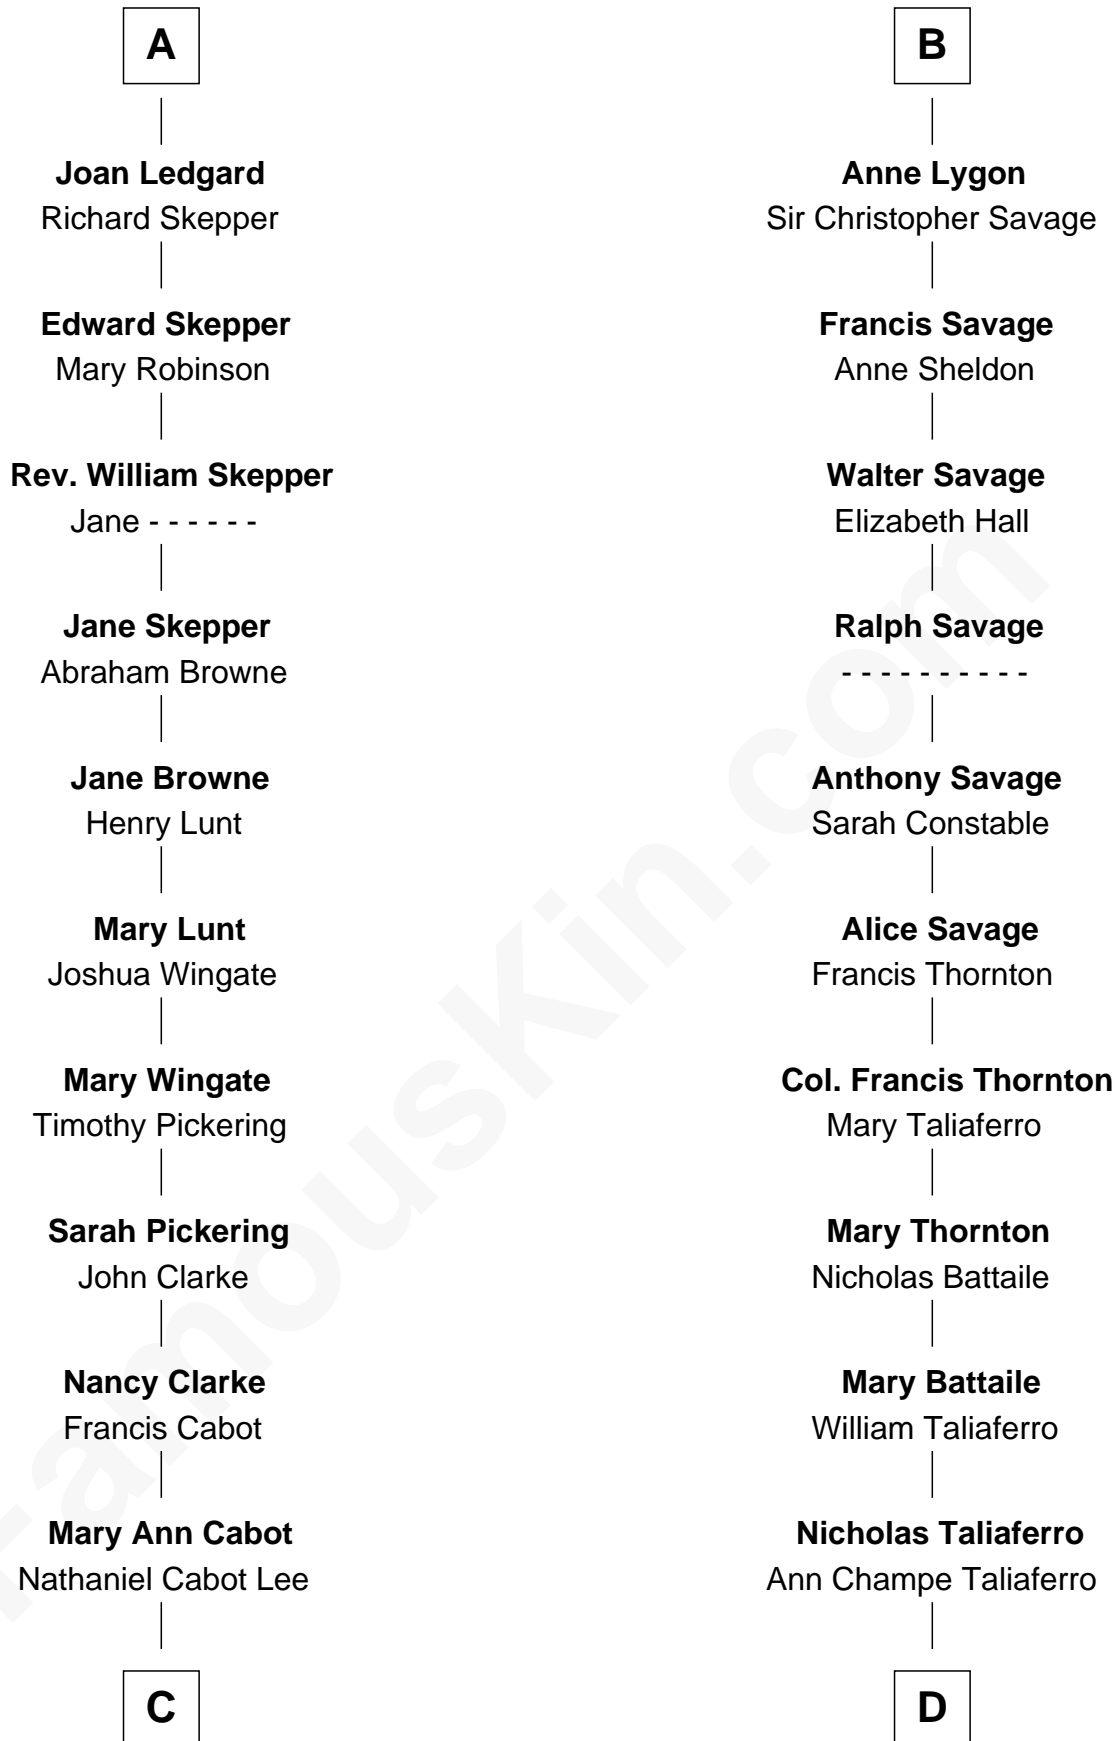 A
Joan Ledgard
Richard Skepper
Edward Skepper
Mary Robinson
Rev. William Skepper
Jane - - - - - -
Jane Skepper
Abraham Browne
Jane Browne
Henry Lunt
Mary Lunt
Joshua Wingate
Mary Wingate
Timothy Pickering
Sarah Pickering
John Clarke
Nancy Clarke
Francis Cabot
Mary Ann Cabot
Nathaniel Cabot Lee
C
B
Anne Lygon
Sir Christopher Savage
Francis Savage
Anne Sheldon
Walter Savage
Elizabeth Hall
Ralph Savage
- - - - - - - - - -
Anthony Savage
Sarah Constable
Alice Savage
Francis Thornton
Col. Francis Thornton
Mary Taliaferro
Mary Thornton
Nicholas Battaile
Mary Battaile
William Taliaferro
Nicholas Taliaferro
Ann Champe Taliaferro
D
FamousKin.com